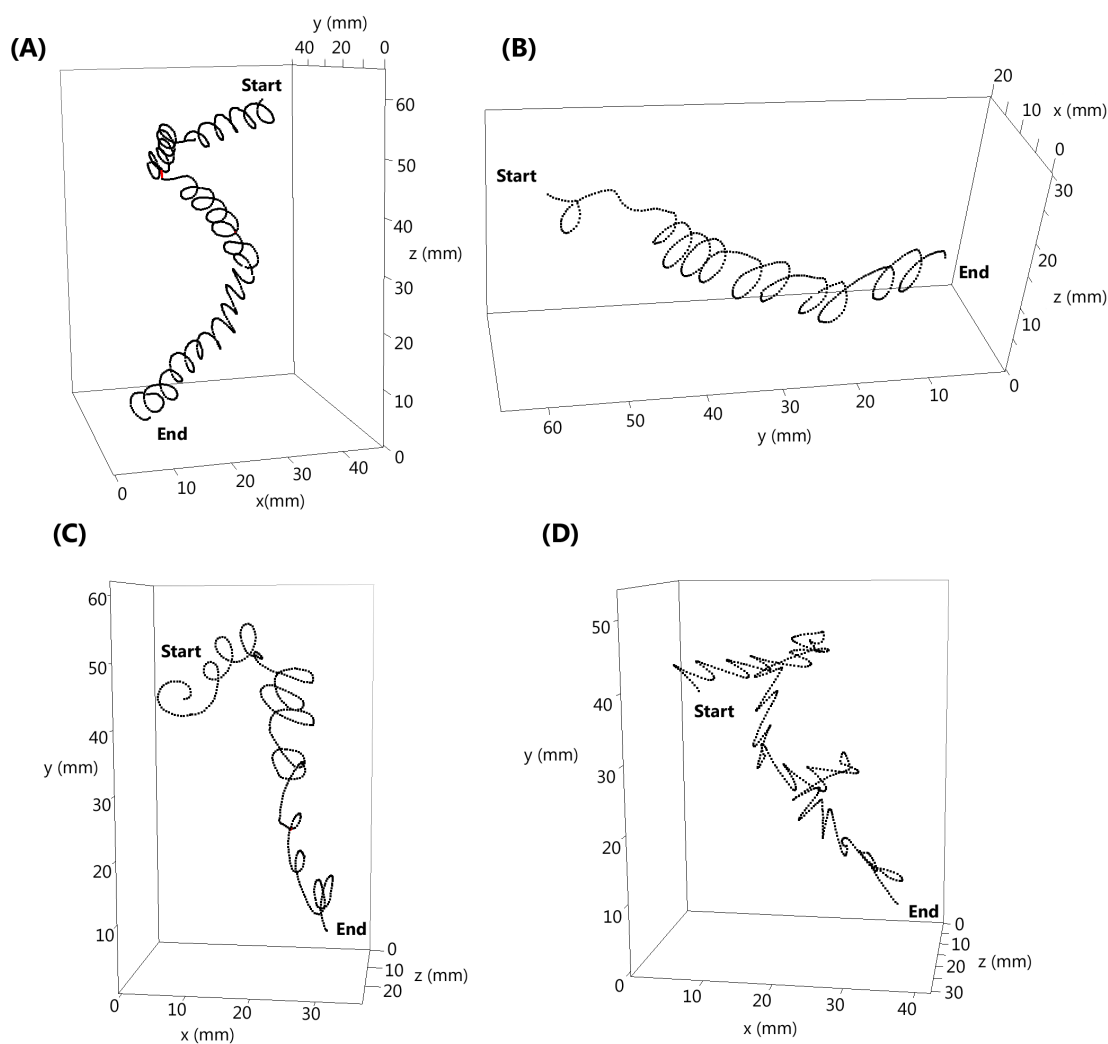 (A)
y (mm)
40 20 0
Start
60
50
40
z (mm)
30
20
10
0
End
0 10 20 30 40
x(mm)
(B)
20
10 x (mm)
0
Start
30
20
End
z (mm)
10
0
60 50 40 30 20 10
y (mm)
(C)
60
Start
50
40
y (mm)
30
20
10
End
0
10
z (mm)
20
0 10 20 30
x (mm)
(D)
50
Start
40
y (mm)
30
20
10
End
0
10
20 z (mm)
30
0 10 20 30 40
x (mm)